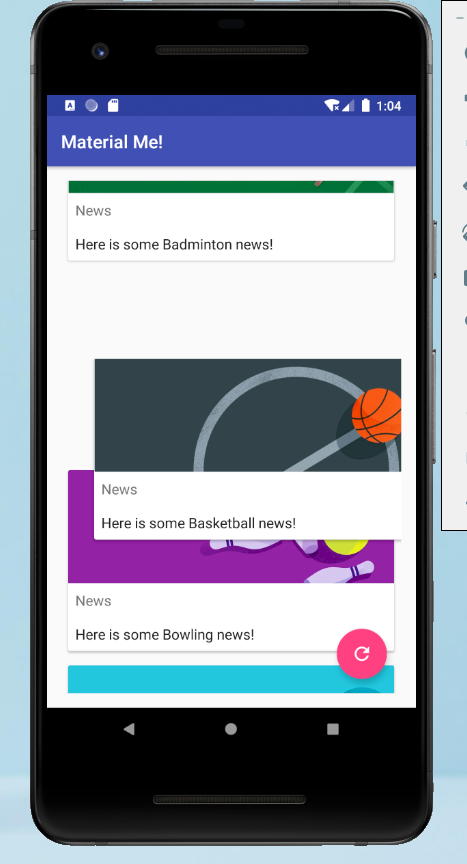 1:04
Material Me!
News
Here is some Badminton news!
News
Here is some Basketball news!
News
Here is some Bowling news!